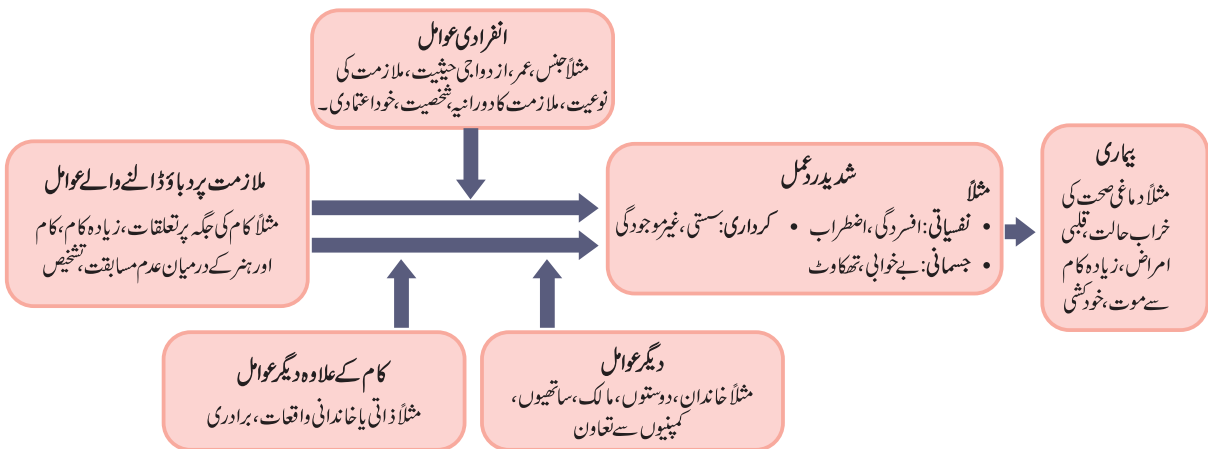 انفرادی عوامل
مثلاً جنس، عمر، ازدواجی حیثیت، ملازمت کی
نوعیت، ملازمت کا دورانیہ، شخصیت، خود اعتمادی۔
ملازمت پر دباؤ ڈالنے والے عوامل
مثلاً کام کی جگہ پر تعلقات، زیادہ کام، کام
اور ہنر کے درمیان عدم مسابقت، تشخیص
شدید ردعمل
مثلاً
• نفسیاتی: افسردگی، اضطراب • کرداری: سستی، غیر موجودگی
• جسمانی: بے خوابی، تھکاوٹ
بیماری
مثلاً دماغی صحت کی
خراب حالت، قلبی
امراض، زیادہ کام
سے موت، خودکشی
کام کے علاوہ دیگر عوامل
مثلاً ذاتی یا خاندانی واقعات، برادری
دیگر عوامل
مثلاً خاندان، دوستوں، مالک، ساتھیوں،
کمپنیوں سے تعاون